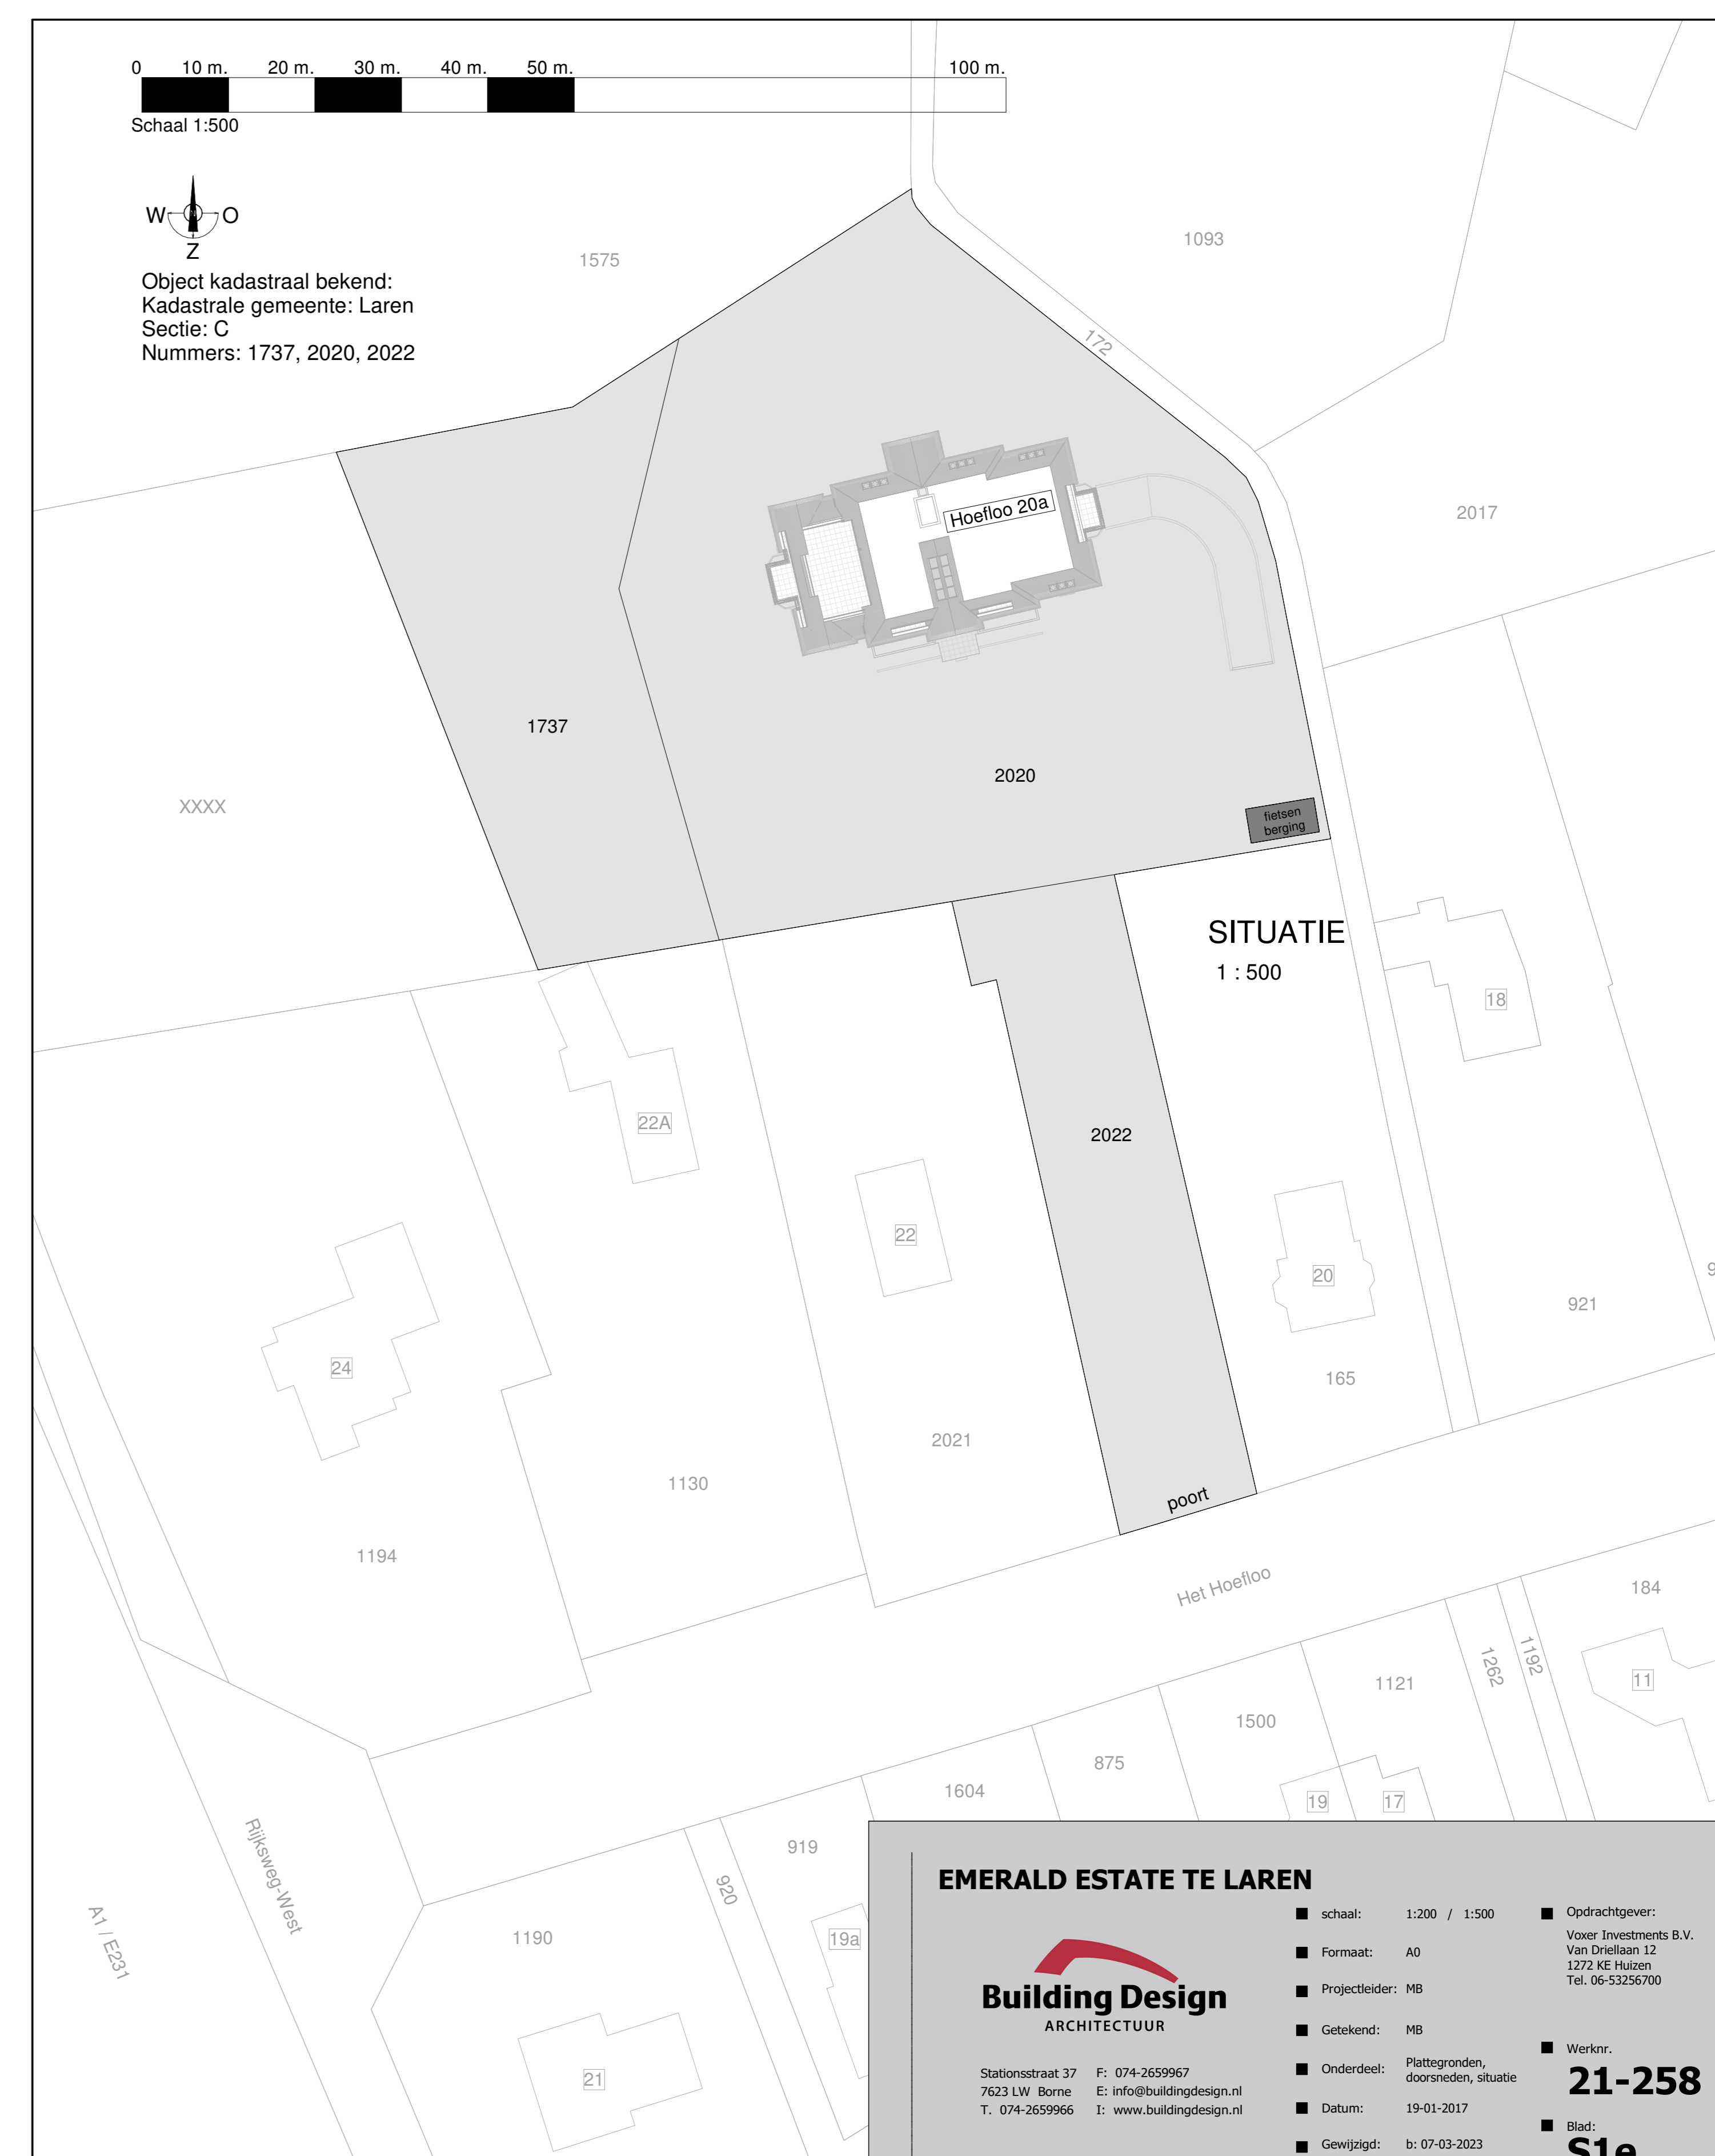 0 10 m. 20 m. 30 m. 40 m. 50 m. 100 m.
Schaal 1:500
W O
Z
Object kadastraal bekend:
Kadastrale gemeente: Laren
Sectie: C
Nummers: 1737, 2020, 2022
1575
1093
172
Hoefloo 20a
2017
1737
2020
XXXX
fietsen
berging
SITUATIE
1 : 500
18
22A
2022
22
20
921
24
165
2021
1130
poort
1194
Het Hoefloo
184
1262
1192
11
1121
1500
875
1604
19
17
919
Rijksweg-West
A1 / E231
920
1190
19a
21
EMERALD ESTATE TE LAREN
Building Design
ARCHITECTUUR
Stationsstraat 37 F: 074-2659967
7623 LW Borne E: info@buildingdesign.nl
T. 074-2659966 I: www.buildingdesign.nl
schaal: 1:200 / 1:500
Formaat: A0
Projectleider: MB
Getekend: MB
Onderdeel: Plattegronden,
doorsneden, situatie
Datum: 19-01-2017
Gewijzigd: b: 07-03-2023
Opdrachtgever:
Voxer Investments B.V.
Van Driellaan 12
1272 KE Huizen
Tel. 06-53256700
Werknr.
21-258
Blad:
S1e